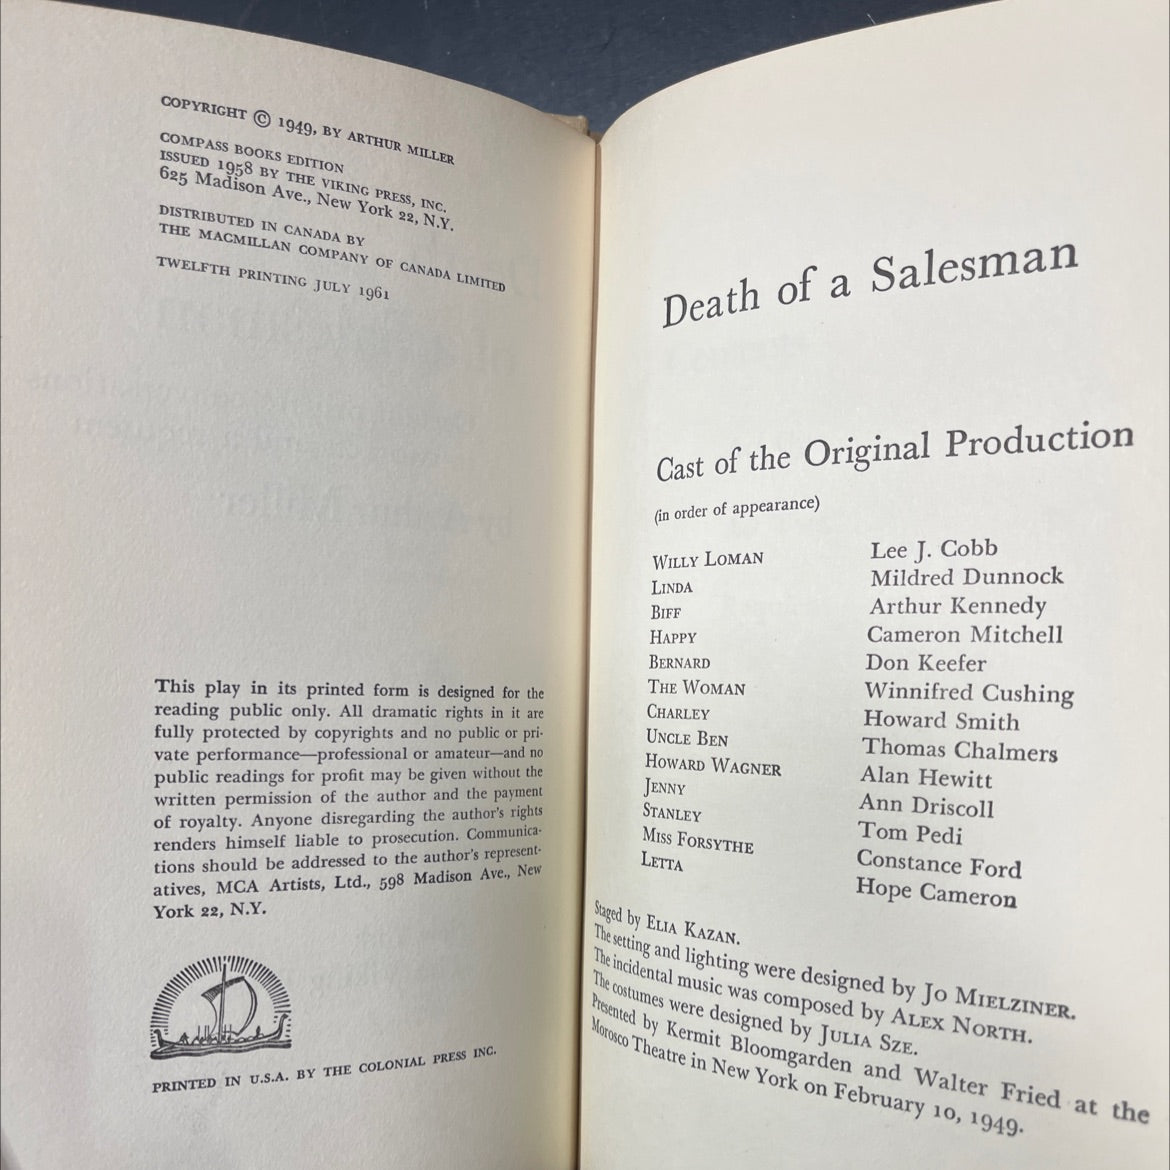 COPYRIGHT © 1949, BY ARTHUR MILLER
COMPASS BOOKS EDITION
ISSUED 1958 BY THE VIKING PRESS, INC.
625 Madison Ave., New York 22, N.Y.
DISTRIBUTED IN CANADA BY
THE MACMILLAN COMPANY OF CANADA LIMITED
TWELFTH PRINTING JULY 1961
This play in its printed form is designed for the
reading public only. All dramatic rights in it are
fully protected by copyrights and no public or pri-
vate performance—professional or amateur—and no
public readings for profit may be given without the
written permission of the author and the payment
of royalty. Anyone disregarding the author's rights
renders himself liable to prosecution. Communica-
tions should be addressed to the author's represent-
atives, MCA Artists, Ltd., 598 Madison Ave., New
York 22, N.Y.
PRINTED IN U.S.A. BY THE COLONIAL PRESS INC.
Death of a Salesman
Cast of the Original Production
(in order of appearance)
WILLY LOMAN Lee J. Cobb
LINDA Mildred Dunnock
BIFF Arthur Kennedy
HAPPY Cameron Mitchell
BERNARD Don Keefer
THE WOMAN Winnifred Cushing
CHARLEY Howard Smith
UNCLE BEN Thomas Chalmers
HOWARD WAGNER Alan Hewitt
JENNY Ann Driscoll
STANLEY Tom Pedi
MISS FORSYTHE Constance Ford
LETTA Hope Cameron
Staged by ELIA KAZAN.
The setting and lighting were designed by JO MIELZINER.
The incidental music was composed by ALEX NORTH.
The costumes were designed by JULIA SZE.
Presented by Kermit Bloomgarden and Walter Fried at the
Morosco Theatre in New York on February 10, 1949.